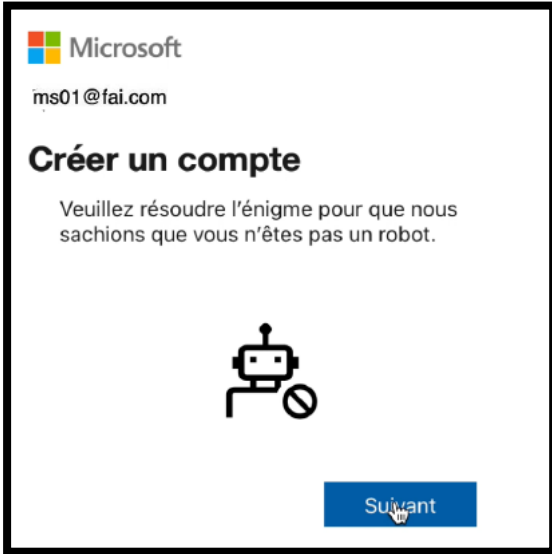 Microsoft
ms01@fai.com
Créer un compte
Veuillez résoudre l'énigme pour que nous
sachions que vous n'êtes pas un robot.
Suivant